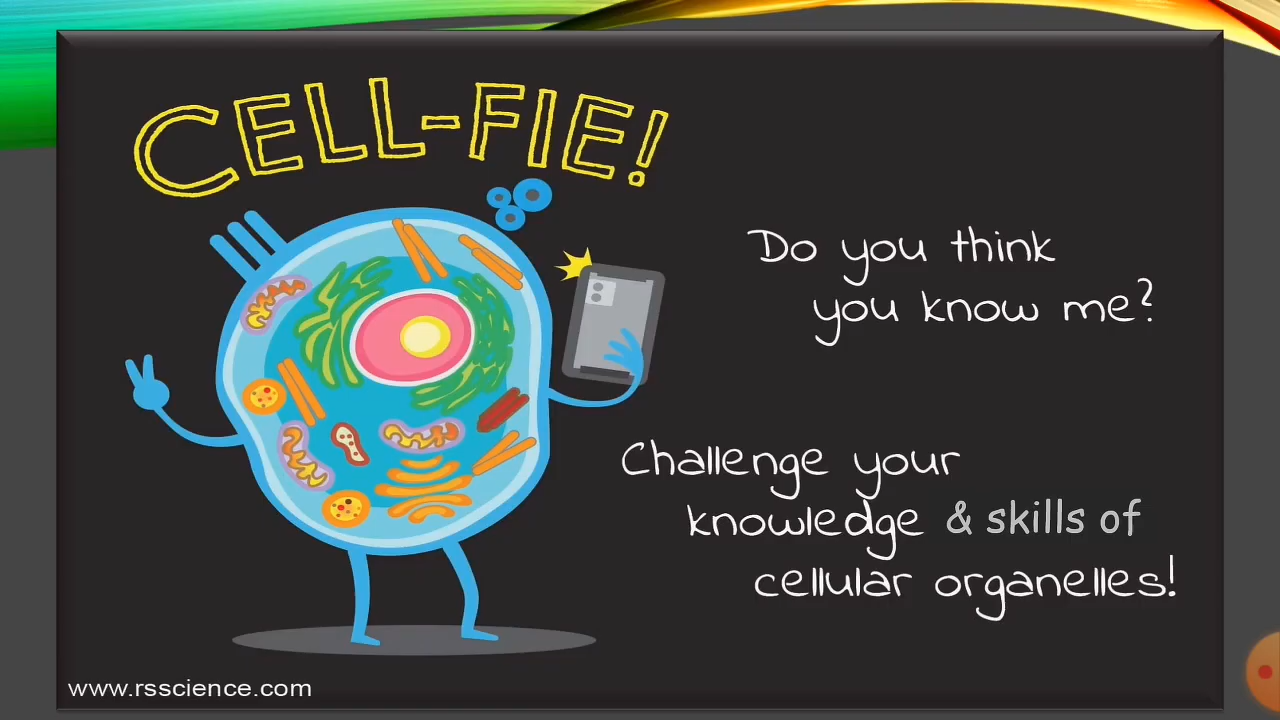 CELL-FIE!
Do you think
you know me?
Challenge your
knowledge & skills of
cellular organelles!
www.rsscience.com